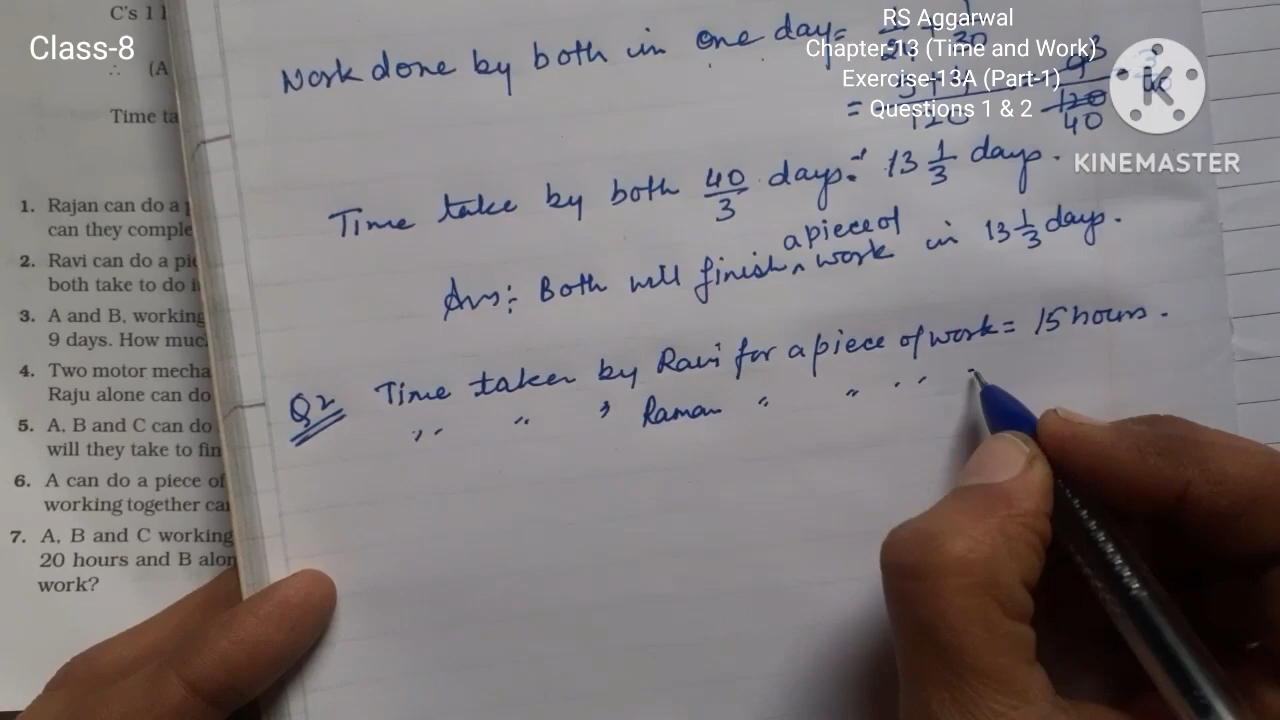 C's 1
Class-8
∴ (A
Time ta
RS Aggarwal
Chapter-13 (Time and Work)
Exercise-13A (Part-1)
Questions 1 & 2
KINEMASTER
Work done by both in one day =
=
120
40
Time take by both 40/3 days = 13 1/3 days.
a piece of
Ans: Both will finish ^ work in 13 1/3 days.
Q2 Time taken by Ravi for a piece of work = 15 hours.
" " " Raman " " " "
1. Rajan can do a
can they comple
2. Ravi can do a pie
both take to do i
3. A and B, working
9 days. How muc
4. Two motor mecha
Raju alone can do
5. A, B and C can do
will they take to fin
6. A can do a piece of
working together ca
7. A, B and C working
20 hours and B alon
work?